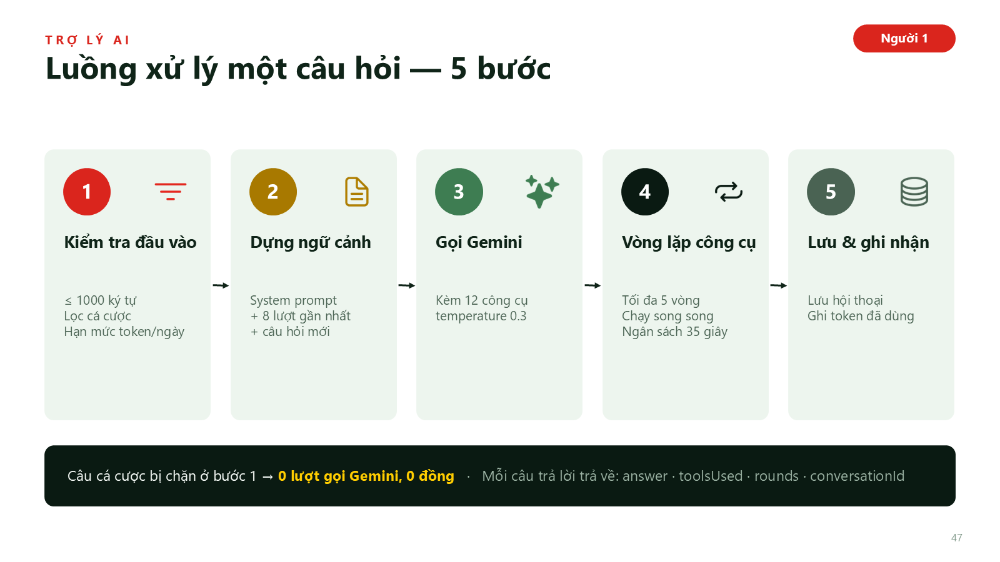 TRỢ LÝ AI
Người 1
Luồng xử lý một câu hỏi — 5 bước
1
Kiểm tra đầu vào
≤ 1000 ký tự
Lọc cá cược
Hạn mức token/ngày
2
Dựng ngữ cảnh
System prompt
+ 8 lượt gần nhất
+ câu hỏi mới
3
Gọi Gemini
Kèm 12 công cụ
temperature 0.3
4
Vòng lặp công cụ
Tối đa 5 vòng
Chạy song song
Ngân sách 35 giây
5
Lưu & ghi nhận
Lưu hội thoại
Ghi token đã dùng
Câu cá cược bị chặn ở bước 1 → 0 lượt gọi Gemini, 0 đồng · Mỗi câu trả lời trả về: answer · toolsUsed · rounds · conversationId
47